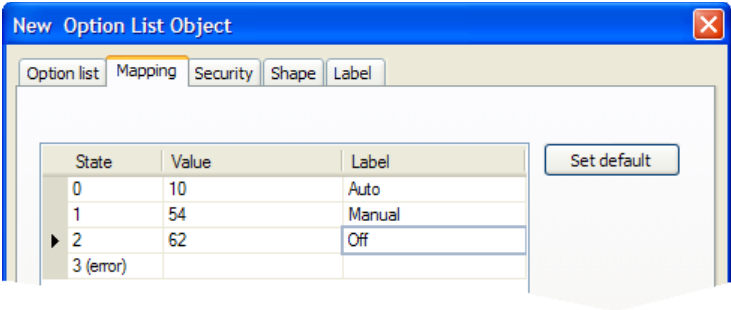 New Option List Object
Option list Mapping Security Shape Label
State Value Label Set default
0 10 Auto
1 54 Manual
2 62 Off
3 (error)